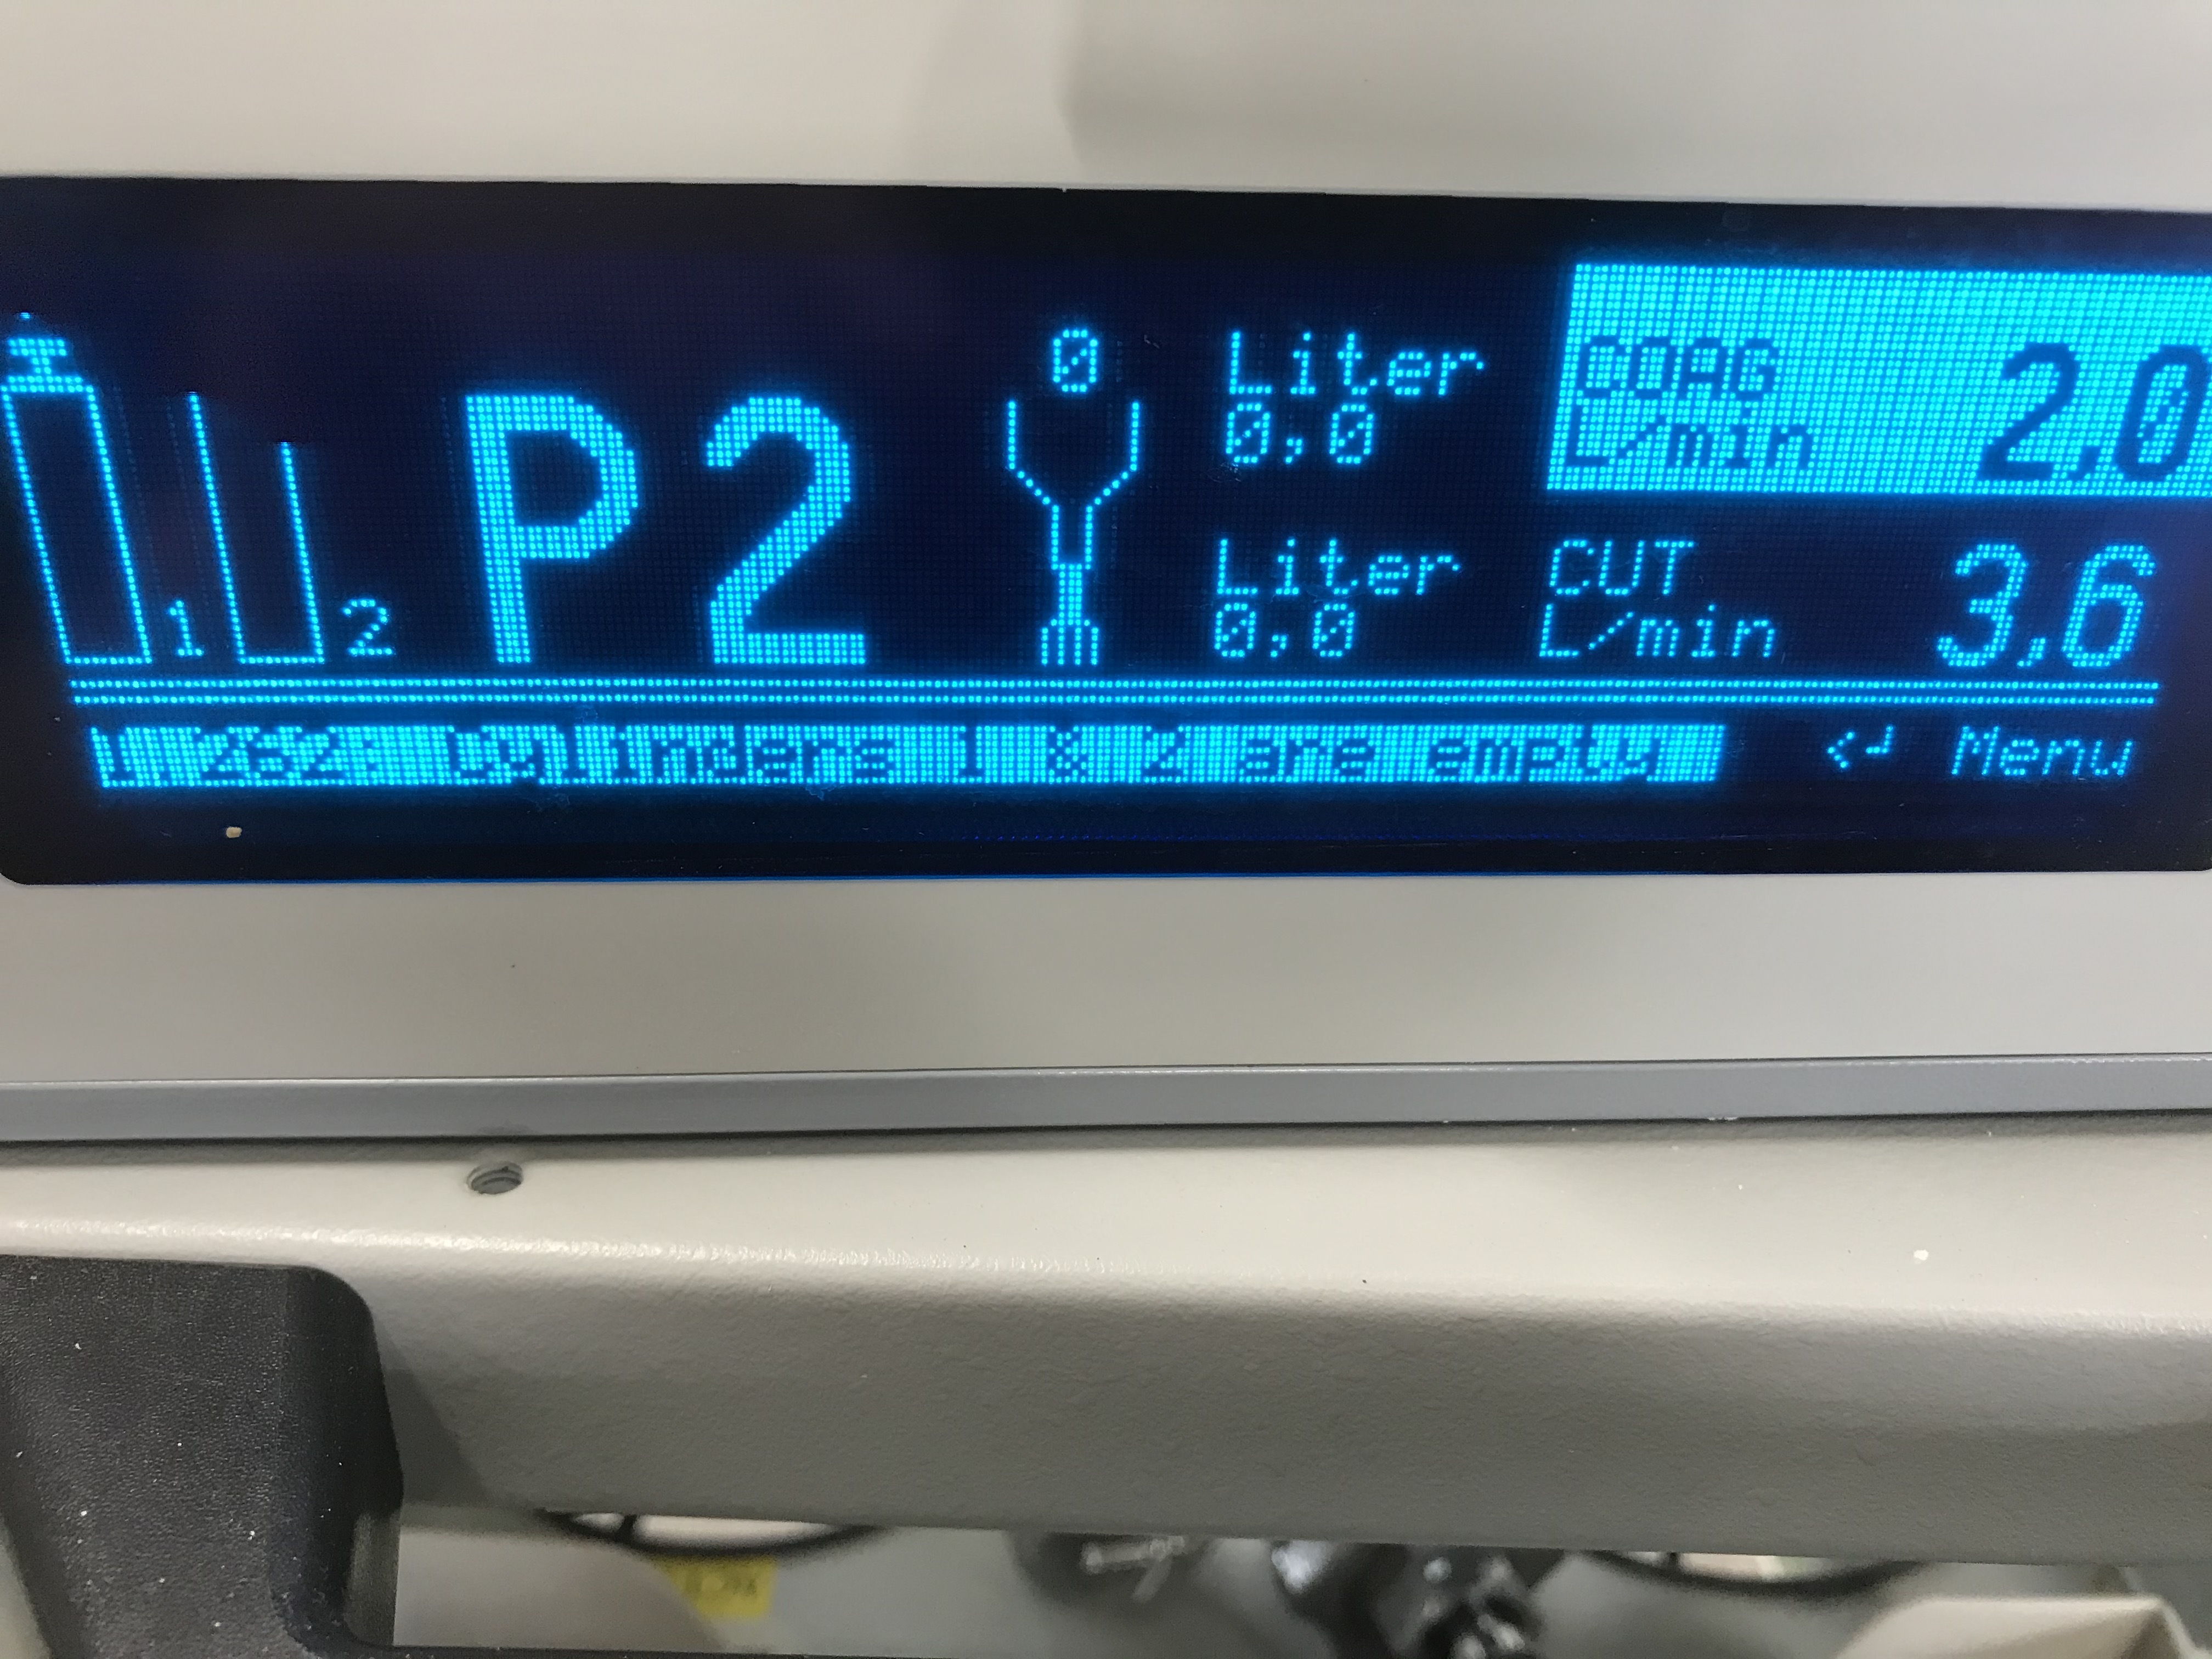 0 Liter COAG 2,0
0,0 L/min
1 2 P2 Liter CUT 3,6
0,0 L/min
262: Cylinders 1 & 2 are empty <┘ Menu